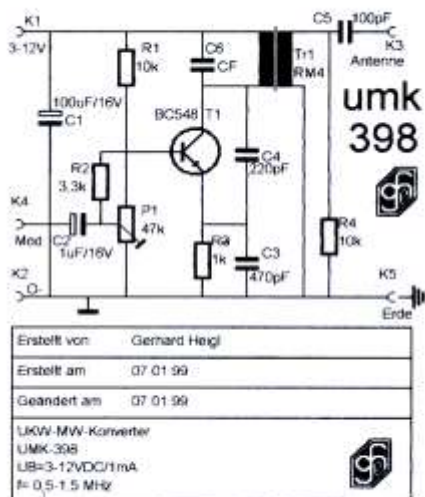 K1
3-12V
R1
10k
C6
CF
Tr1
RM4
C5
100pF
K3
Antenne
umk
398
100uF/16V
C1
BC548
T1
R2
3.3k
C4
220pF
K4
Mod
C2
1uF/16V
P1
47k
R3
1k
C3
470pF
R4
10k
K2
O-
K5
Erde
Erstellt von Gerhard Heigl
Erstellt am 07 01 99
Geändert am 07 01 99
UKW-MW-Konverter
UMK-398
UB=3-12VDC/1mA
f= 0,5-1.5 MHz